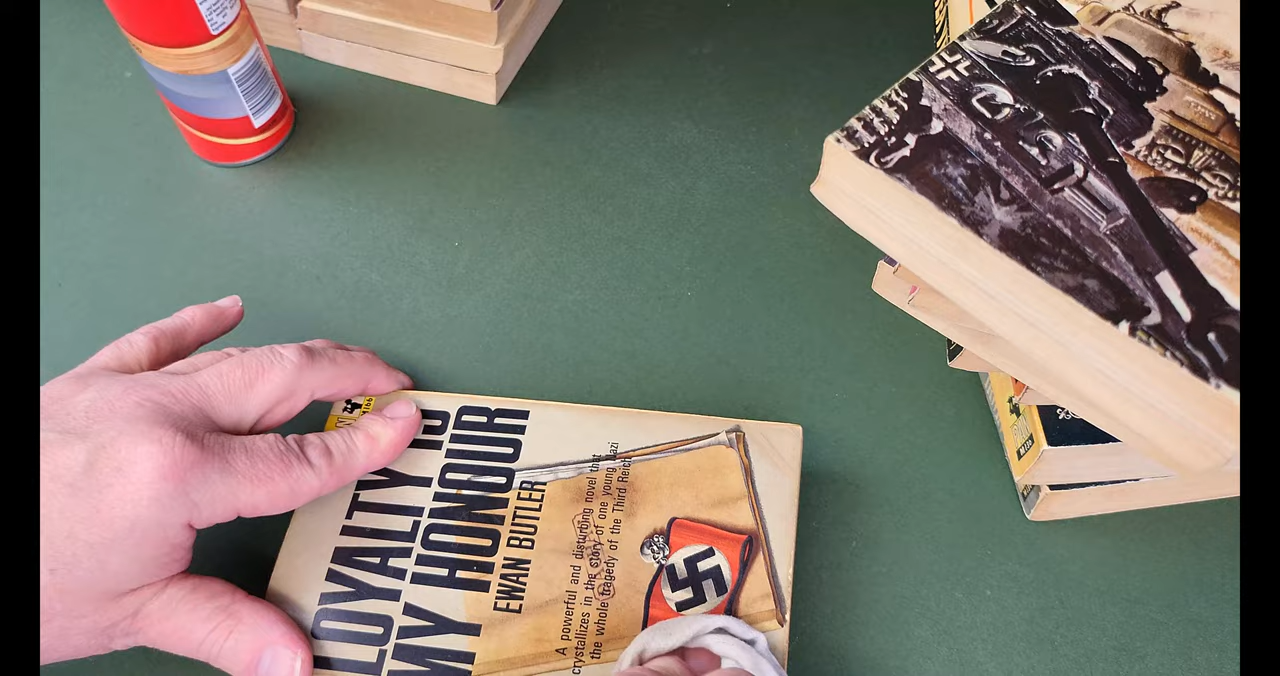 LOYALTY TO
MY HONOUR
EWAN BUTLER
A powerful and disturbing novel that
crystallizes in the story of one young Nazi
the whole tragedy of the Third Reich